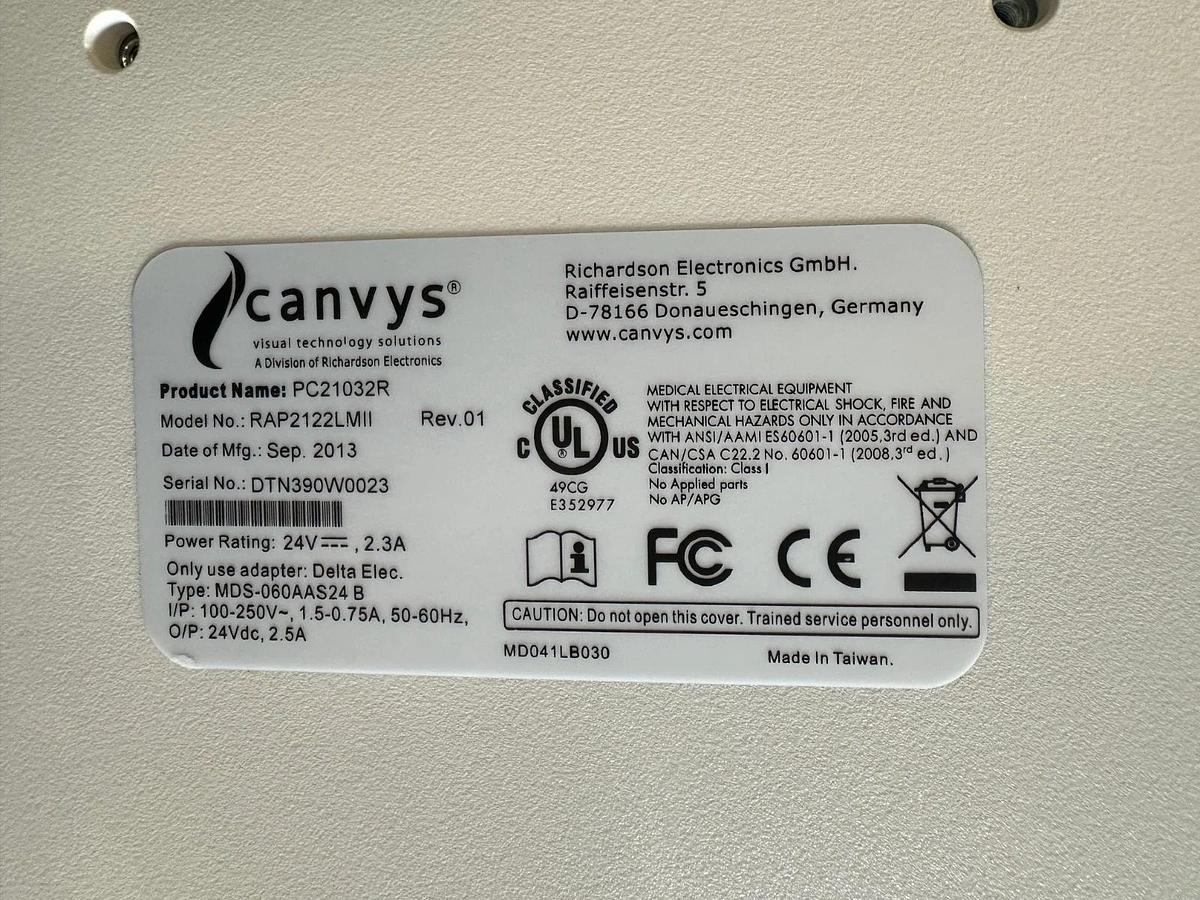 canvys®
visual technology solutions
A Division of Richardson Electronics
Richardson Electronics GmbH.
Raiffeisenstr. 5
D-78166 Donaueschingen, Germany
www.canvys.com
Product Name: PC21032R
Model No.: RAP2122LMII Rev.01
Date of Mfg.: Sep. 2013
Serial No.: DTN390W0023
Power Rating: 24V⎓, 2.3A
Only use adapter: Delta Elec.
Type: MDS-060AAS24 B
I/P: 100-250V~, 1.5-0.75A, 50-60Hz,
O/P: 24Vdc, 2.5A
CLASSIFIED
C UL® US
49CG
E352977
MEDICAL ELECTRICAL EQUIPMENT
WITH RESPECT TO ELECTRICAL SHOCK, FIRE AND
MECHANICAL HAZARDS ONLY IN ACCORDANCE
WITH ANSI/AAMI ES60601-1 (2005,3rd ed.) AND
CAN/CSA C22.2 No. 60601-1 (2008,3rd ed.)
Classification: Class I
No Applied parts
No AP/APG
i FC CE
CAUTION: Do not open this cover. Trained service personnel only.
MD041LB030
Made In Taiwan.